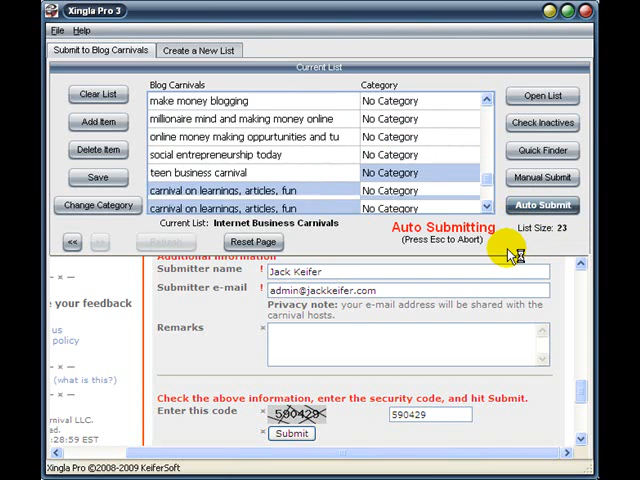 Xingla Pro 3
File Help
Submit to Blog Carnivals Create a New List
Current List
Blog Carnivals Category
Clear List
Add Item
Delete Item
Save
Change Category
make money blogging No Category
millionaire mind and making money online No Category
online money making oppurtunities and tu No Category
social entrepreneurship today No Category
teen business carnival No Category
carnival on learnings, articles, fun No Category
carnival on learnings, articles, fun No Category
Open List
Check Inactives
Quick Finder
Manual Submit
Auto Submit
Current List: Internet Business Carnivals
Auto Submitting
(Press Esc to Abort)
List Size: 23
<< >> Refresh Reset Page
Additional information
Submitter name ! Jack Keifer
Submitter e-mail ! admin@jackkeifer.com
Privacy note: your e-mail address will be shared with the
carnival hosts.
Remarks ×
Check the above information, enter the security code, and hit Submit.
Enter this code × 590429 590429
× Submit
— × —
e your feedback
us
policy
— × —
(what is this?)
— × —
rnival LLC.
ed.
:28:59 EST
— × —
Xingla Pro ©2008-2009 KeiferSoft